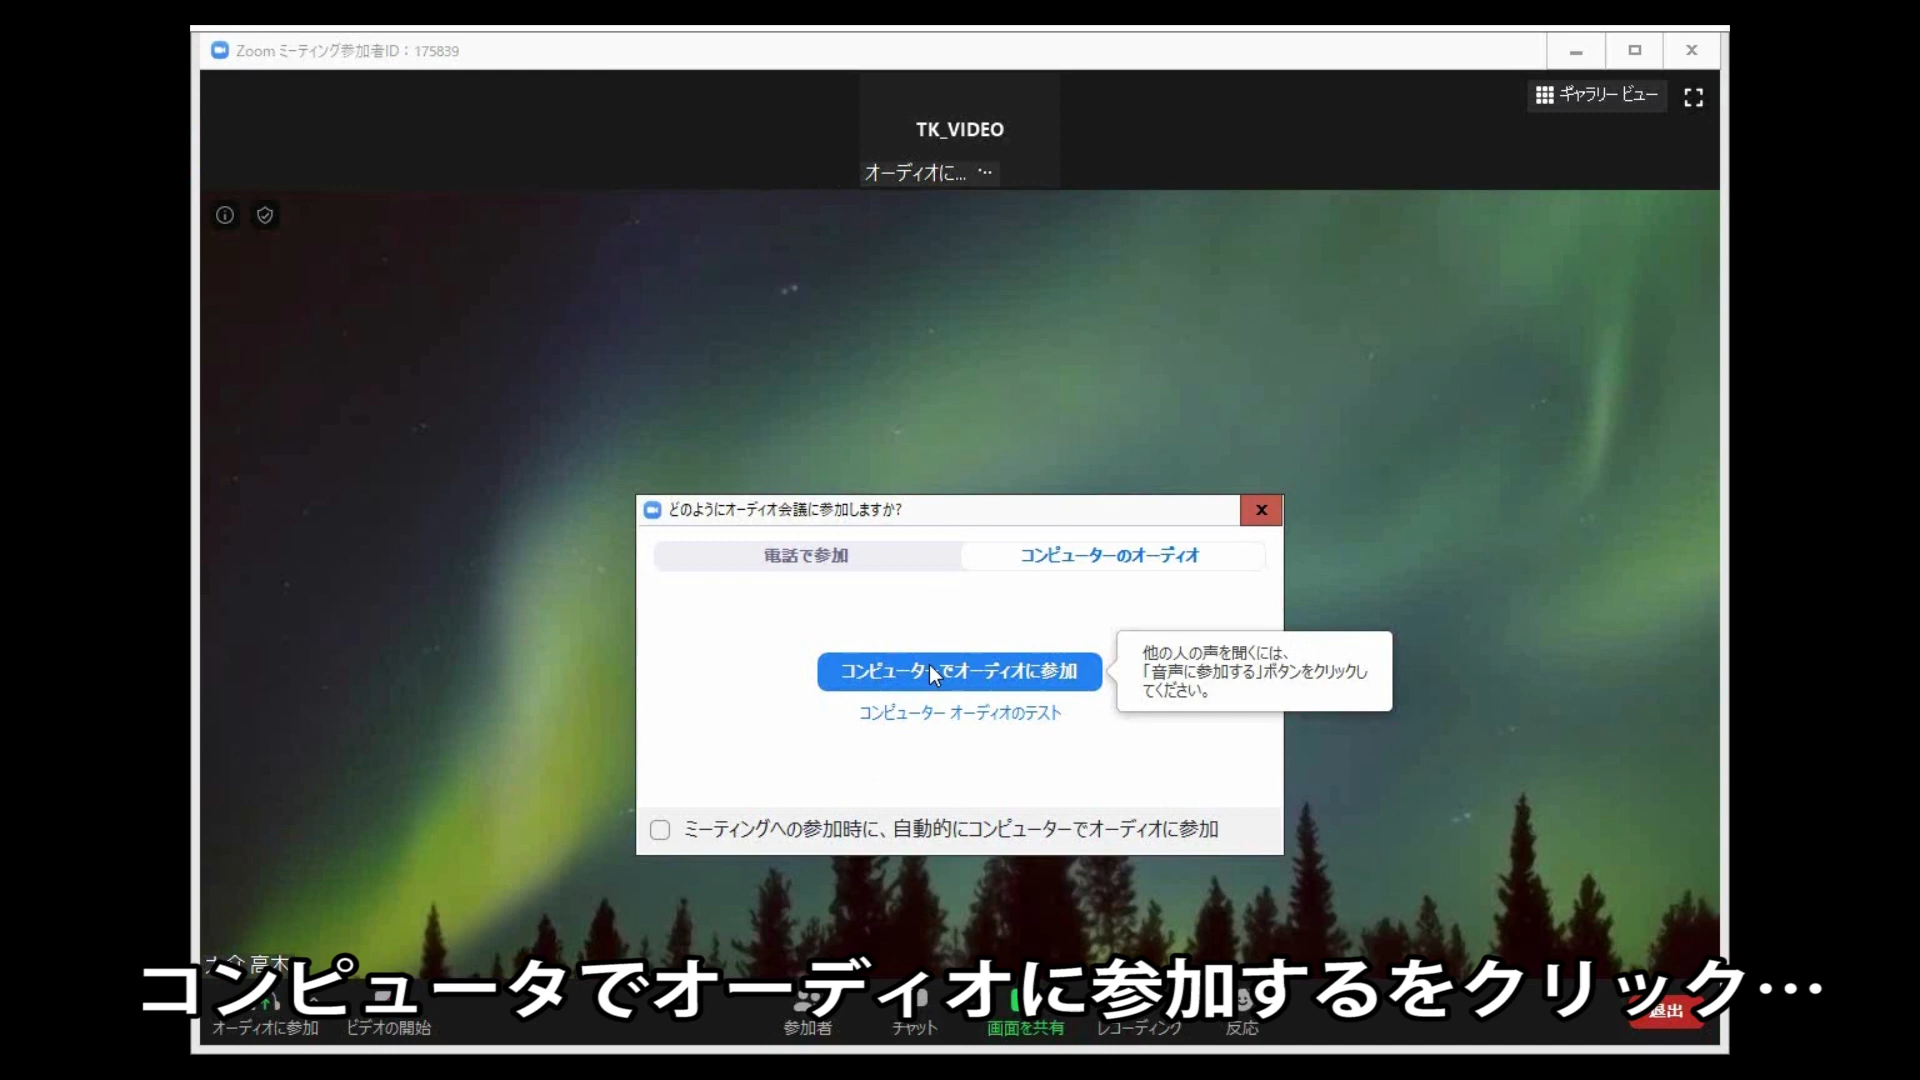 Zoom ミーティング参加者ID：175839
ギャラリー ビュー
TK_VIDEO
オーディオに... ...
どのようにオーディオ会議に参加しますか?
電話で参加
コンピューターのオーディオ
コンピューターでオーディオに参加
他の人の声を聞くには、
「音声に参加する」ボタンをクリックし
てください。
コンピューター オーディオのテスト
ミーティングへの参加時に、自動的にコンピューターでオーディオに参加
高木
コンピュータでオーディオに参加するをクリック…
オーディオに参加
ビデオの開始
参加者
チャット
画面を共有
レコーディング
反応
退出